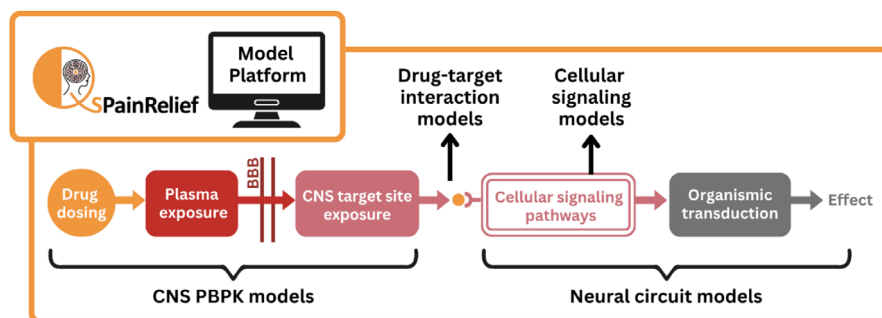 Model
Platform
QSPainRelief
Drug-target
interaction
models
Cellular
signaling
models
Drug
dosing
Plasma
exposure
BBB
CNS target site
exposure
Cellular signaling
pathways
Organismic
transduction
Effect
CNS PBPK models
Neural circuit models